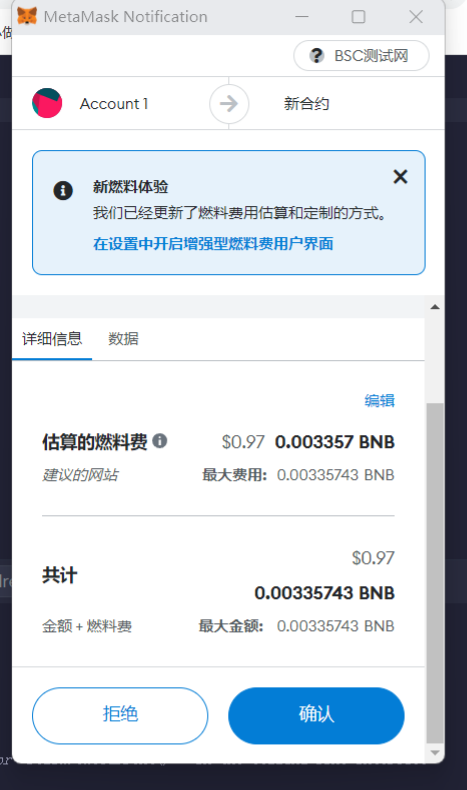 MetaMask Notification
BSC测试网
Account 1
新合约
新燃料体验
我们已经更新了燃料费用估算和定制的方式。
在设置中开启增强型燃料费用户界面
详细信息 数据
编辑
估算的燃料费 $0.97 0.003357 BNB
建议的网站 最大费用: 0.00335743 BNB
$0.97
共计
0.00335743 BNB
金额 + 燃料费 最大金额: 0.00335743 BNB
拒绝 确认